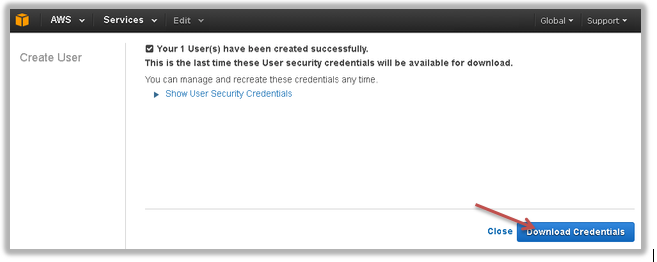 AWS Services Edit Global Support
Create User
Your 1 User(s) have been created successfully.
This is the last time these User security credentials will be available for download.
You can manage and recreate these credentials any time.
Show User Security Credentials
Close Download Credentials